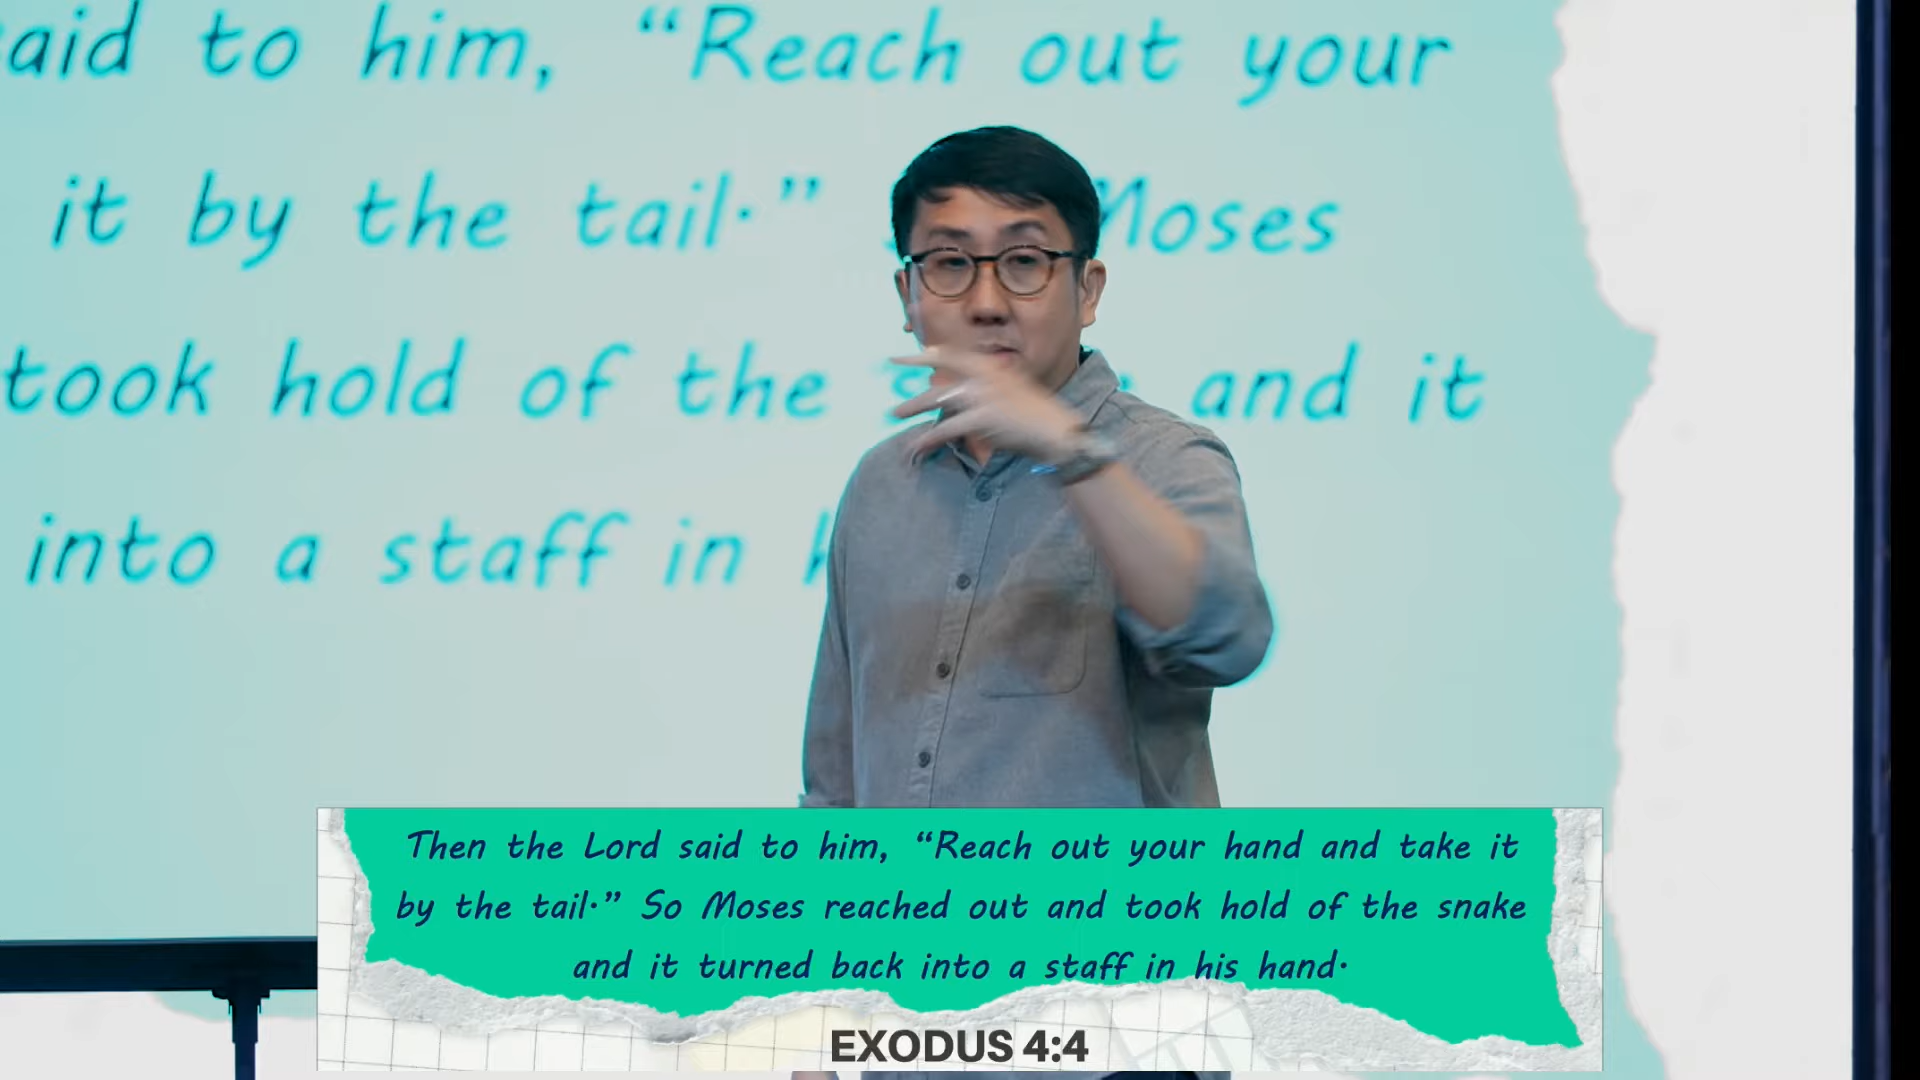 said to him, “Reach out your
it by the tail.” Moses
took hold of the and it
into a staff in
Then the Lord said to him, “Reach out your hand and take it
by the tail.” So Moses reached out and took hold of the snake
and it turned back into a staff in his hand.
EXODUS 4:4